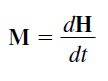 M = dH/dt